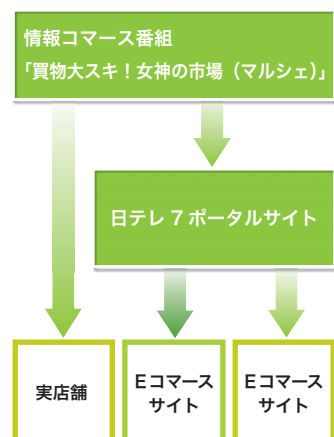 情報コマース番組
「買物大スキ！女神の市場（マルシェ）」
日テレ 7 ポータルサイト
実店舗
Eコマース
サイト
Eコマース
サイト